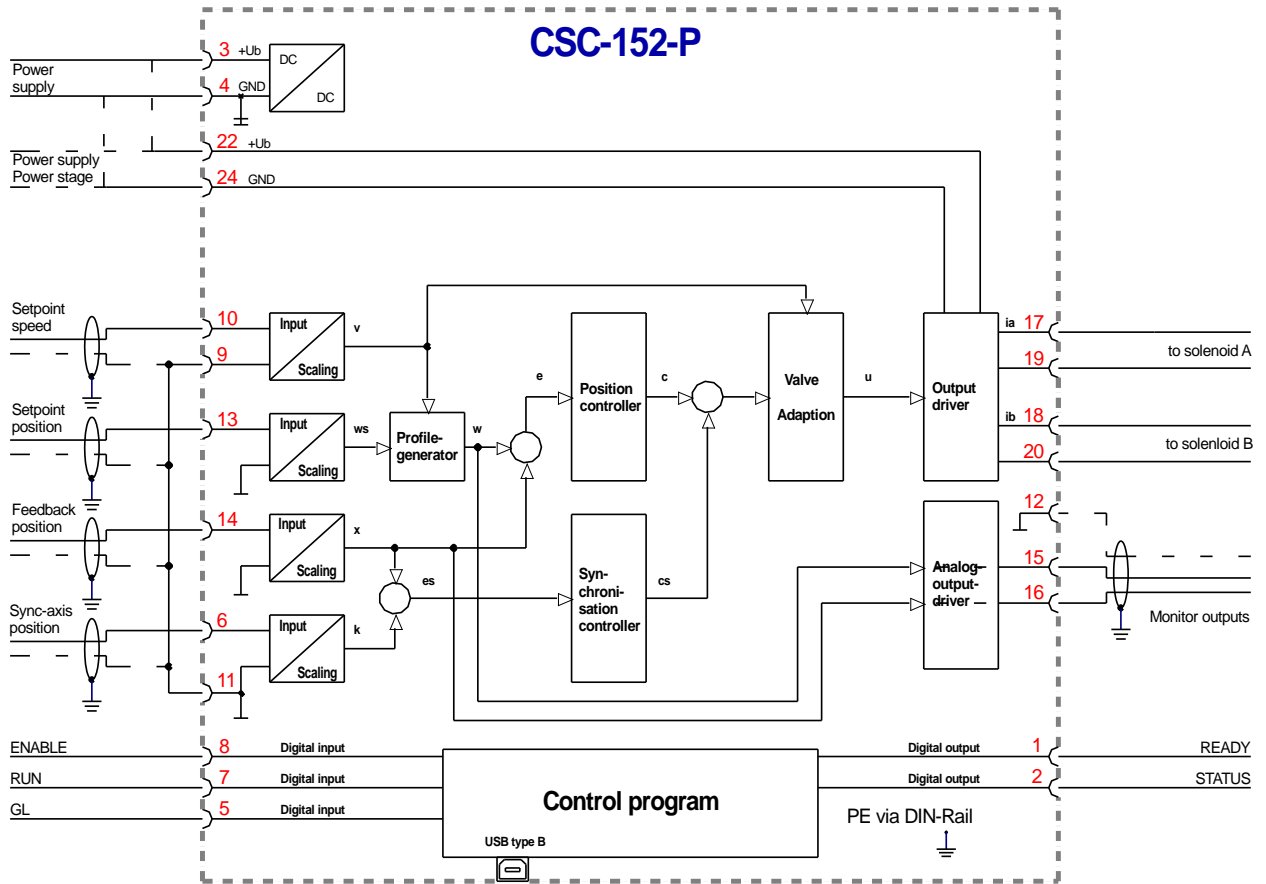 CSC-152-P
3 +Ub
DC
DC
Power
supply
4 GND
22 +Ub
Power supply
Power stage
24 GND
Setpoint
speed
10
9
Input
Scaling
v
Setpoint
position
13
Input
Scaling
ws
Profile-
generator
w
e
Position
controller
c
Valve
Adaption
u
Output
driver
ia 17
19
to solenoid A
ib 18
20
to solenloid B
Feedback
position
14
Input
Scaling
x
es
Syn-
chroni-
sation
controller
cs
Analog-
output-
driver
12
15
16
Monitor outputs
Sync-axis
position
6
11
Input
Scaling
k
ENABLE
8
Digital input
RUN
7
Digital input
GL
5
Digital input
Control program
USB type B
Digital output
1
READY
Digital output
2
STATUS
PE via DIN-Rail